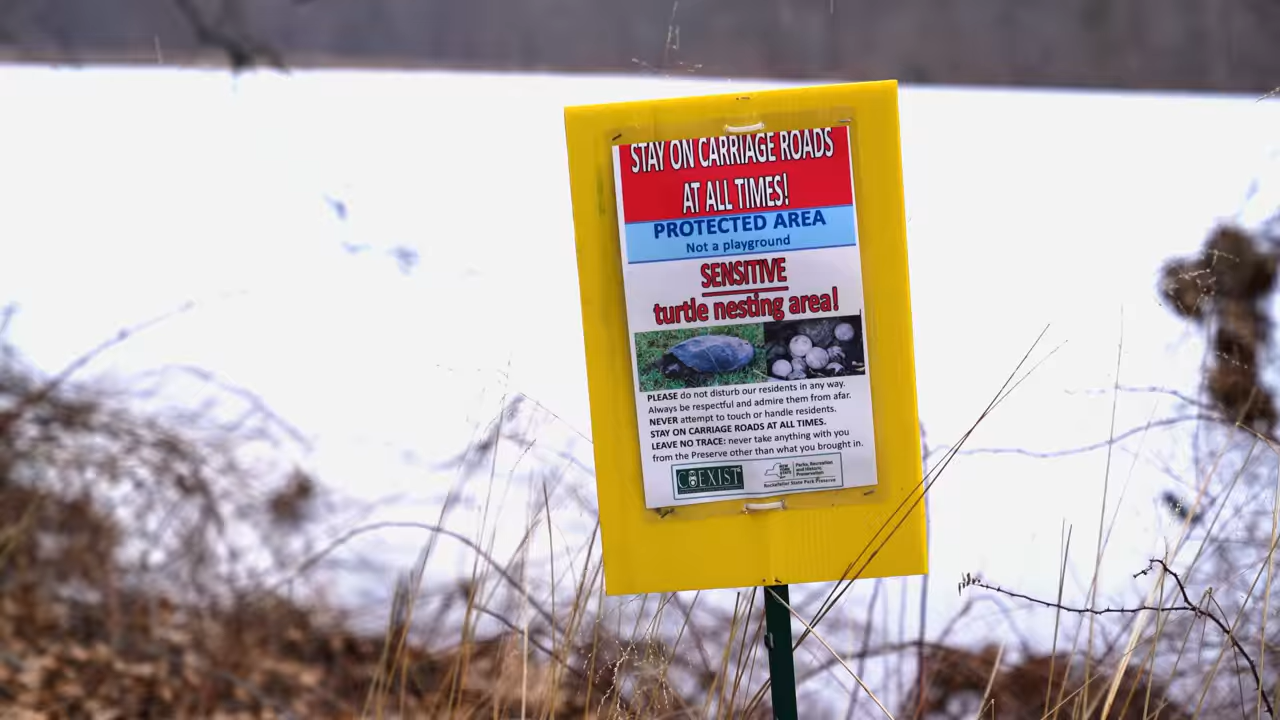 STAY ON CARRIAGE ROADS
AT ALL TIMES!
PROTECTED AREA
Not a playground
SENSITIVE
turtle nesting area!
PLEASE do not disturb our residents in any way.
Always be respectful and admire them from afar.
NEVER attempt to touch or handle residents.
STAY ON CARRIAGE ROADS AT ALL TIMES.
LEAVE NO TRACE: never take anything with you
from the Preserve other than what you brought in.
COEXIST
NEW YORK STATE
Parks, Recreation
and Historic
Preservation
Rockefeller State Park Preserve